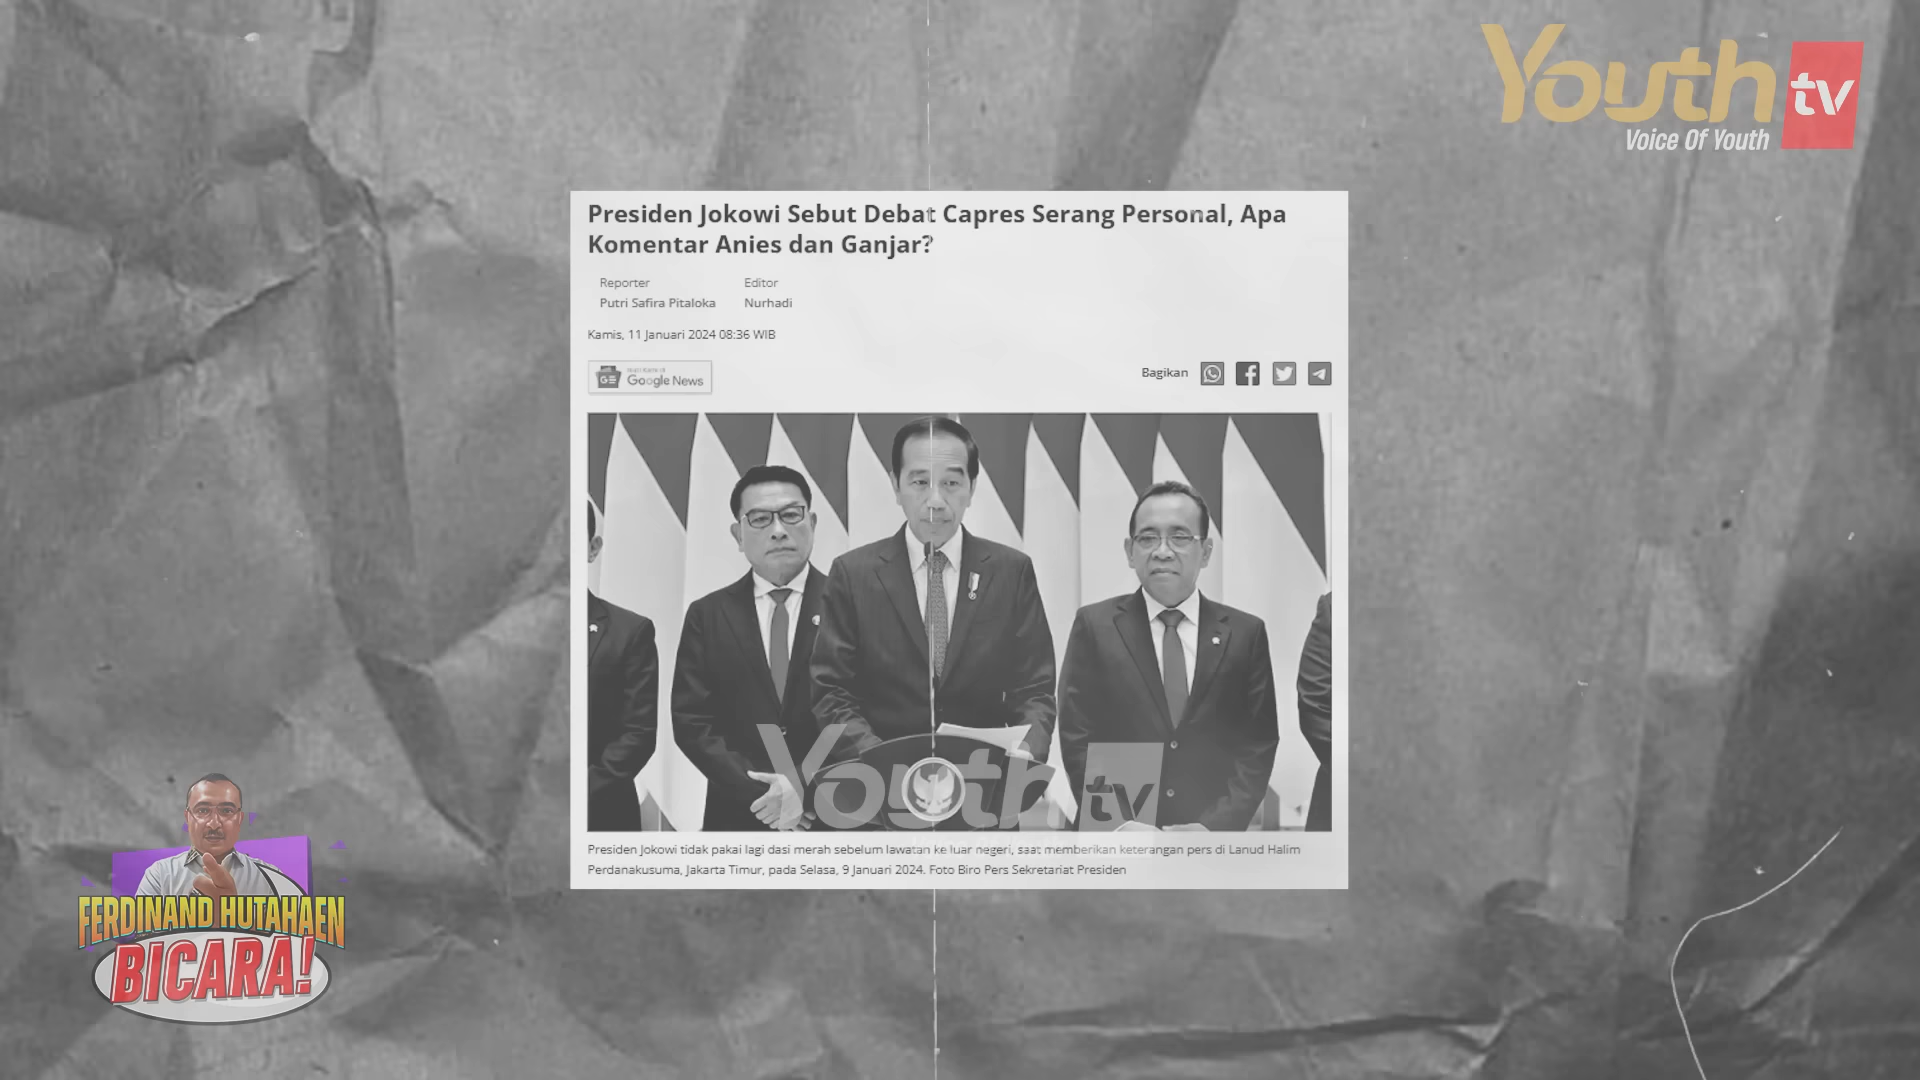 Youth tv
Voice Of Youth
Presiden Jokowi Sebut Debat Capres Serang Personal, Apa
Komentar Anies dan Ganjar?
Reporter Editor
Putri Safira Pitaloka Nurhadi
Kamis, 11 Januari 2024 08:36 WIB
Google News
Bagikan
Youth tv
Presiden Jokowi tidak pakai lagi dasi merah sebelum lawatan ke luar negeri, saat memberikan keterangan pers di Lanud Halim
Perdanakusuma, Jakarta Timur, pada Selasa, 9 Januari 2024. Foto Biro Pers Sekretariat Presiden
FERDINAND HUTAHAEN
BICARA!